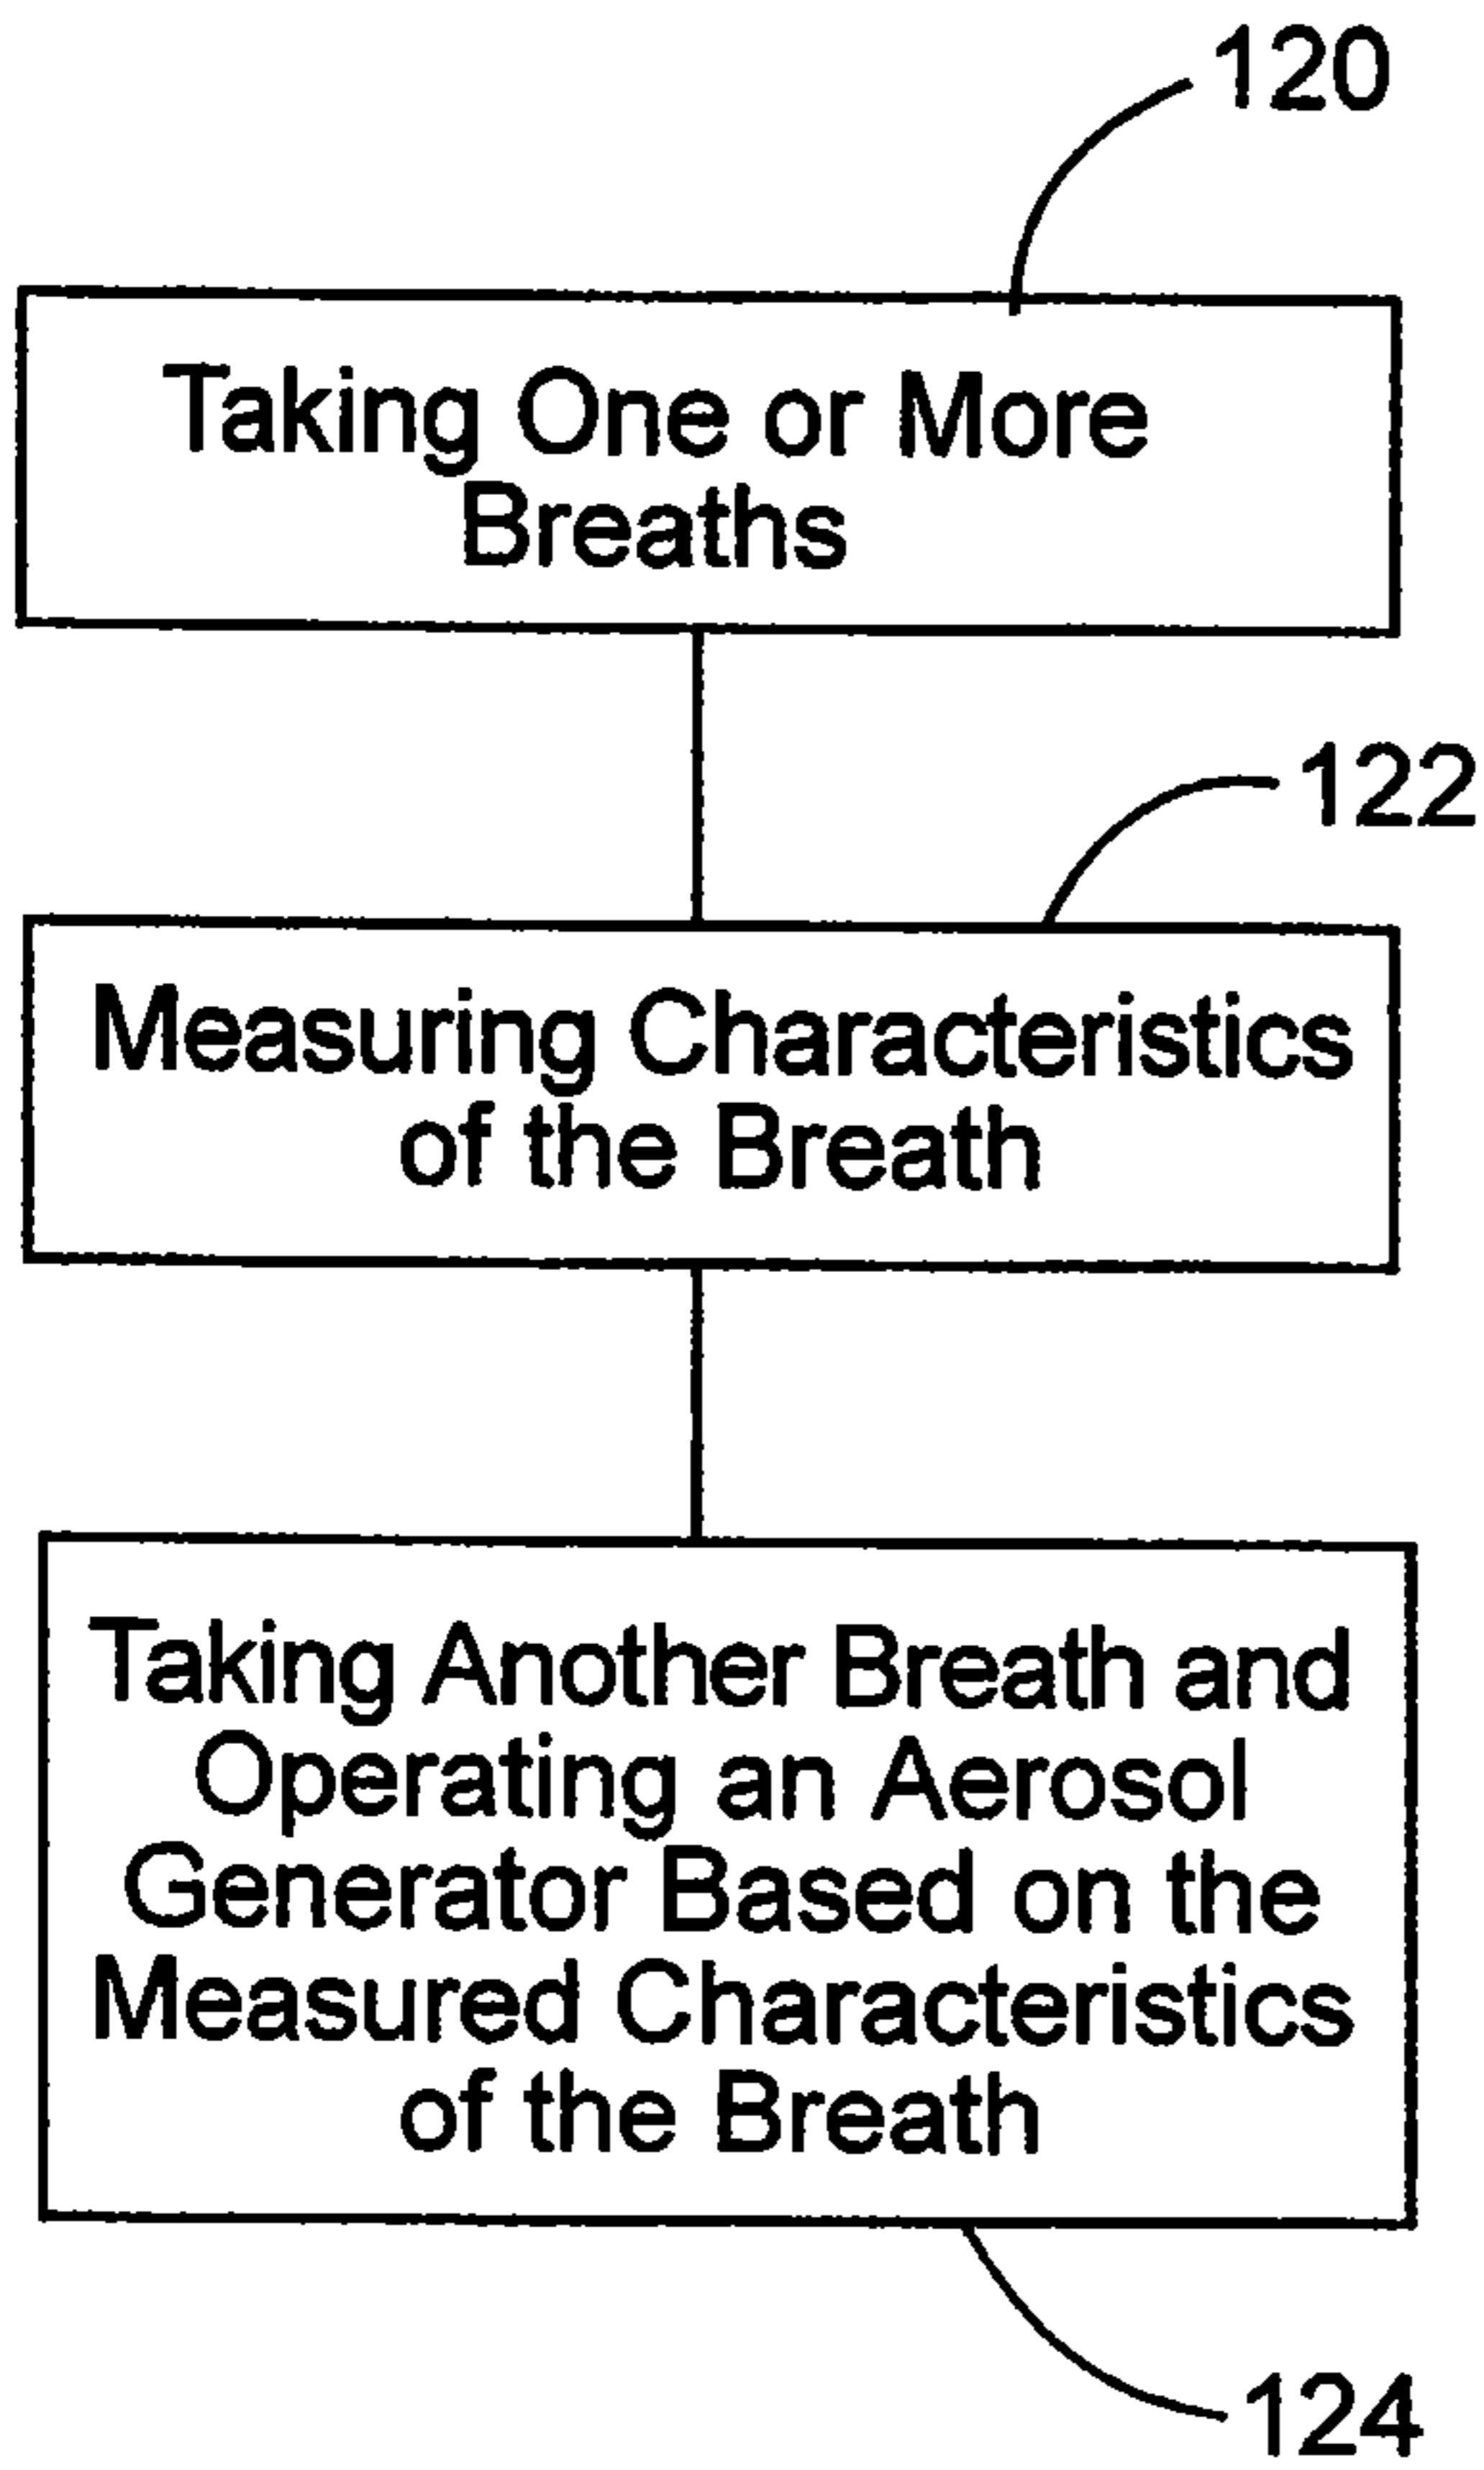 120
Taking One or More
Breaths
122
Measuring Characteristics
of the Breath
Taking Another Breath and
Operating an Aerosol
Generator Based on the
Measured Characteristics
of the Breath
124